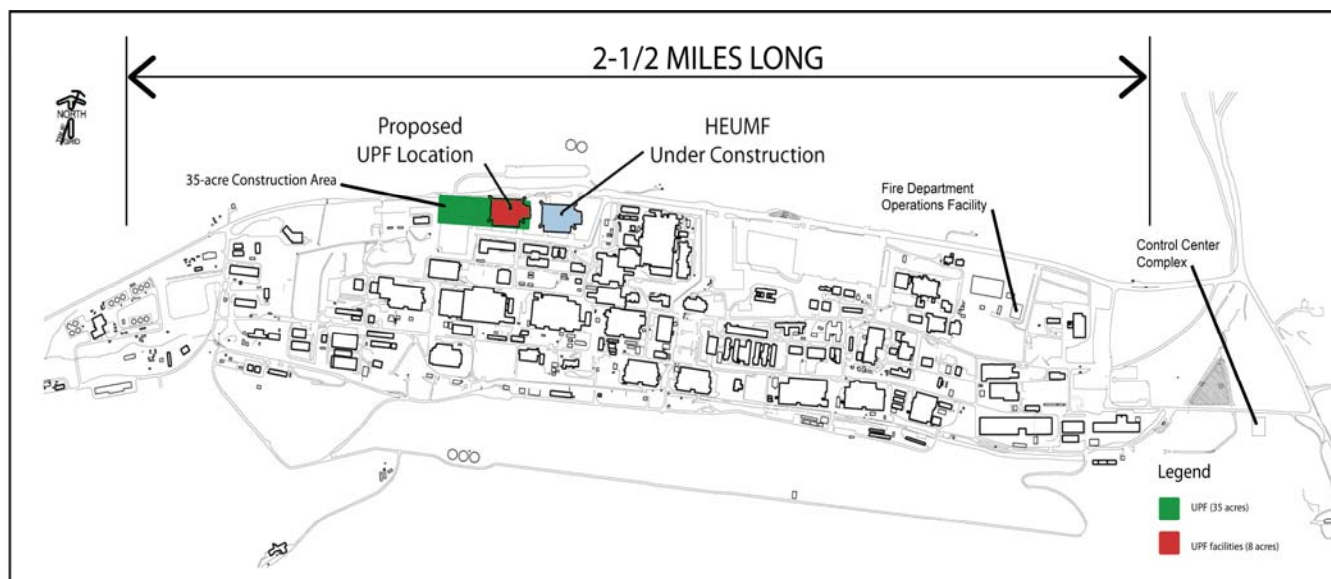 2-1/2 MILES LONG
NORTH
Proposed
UPF Location
HEUMF
Under Construction
35-acre Construction Area
Fire Department
Operations Facility
Control Center
Complex
Legend
UPF (35 acres)
UPF facilities (8 acres)